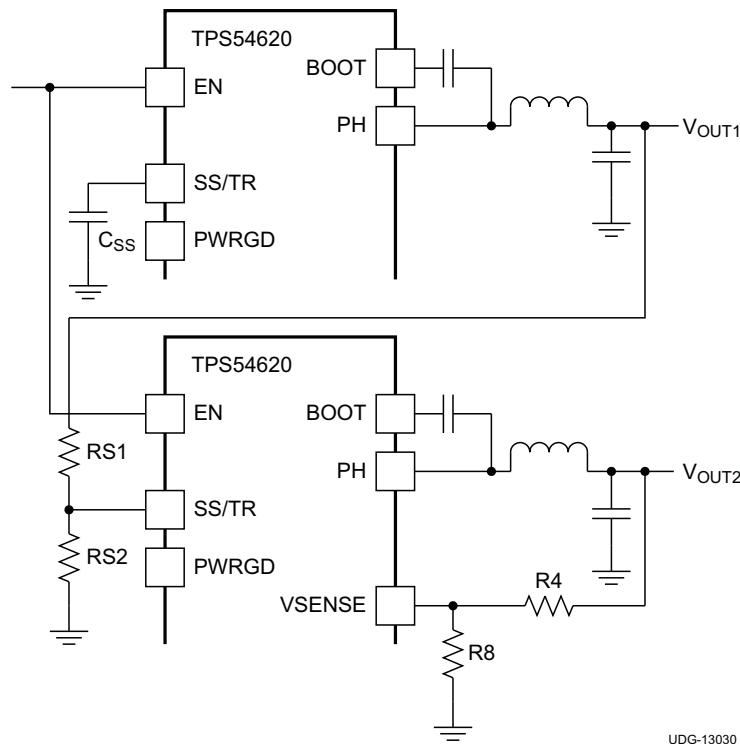 TPS54620
BOOT
EN
PH
VOUT1
SS/TR
CSS
PWRGD
TPS54620
EN
BOOT
RS1
PH
VOUT2
SS/TR
RS2
PWRGD
R4
VSENSE
R8
UDG-13030